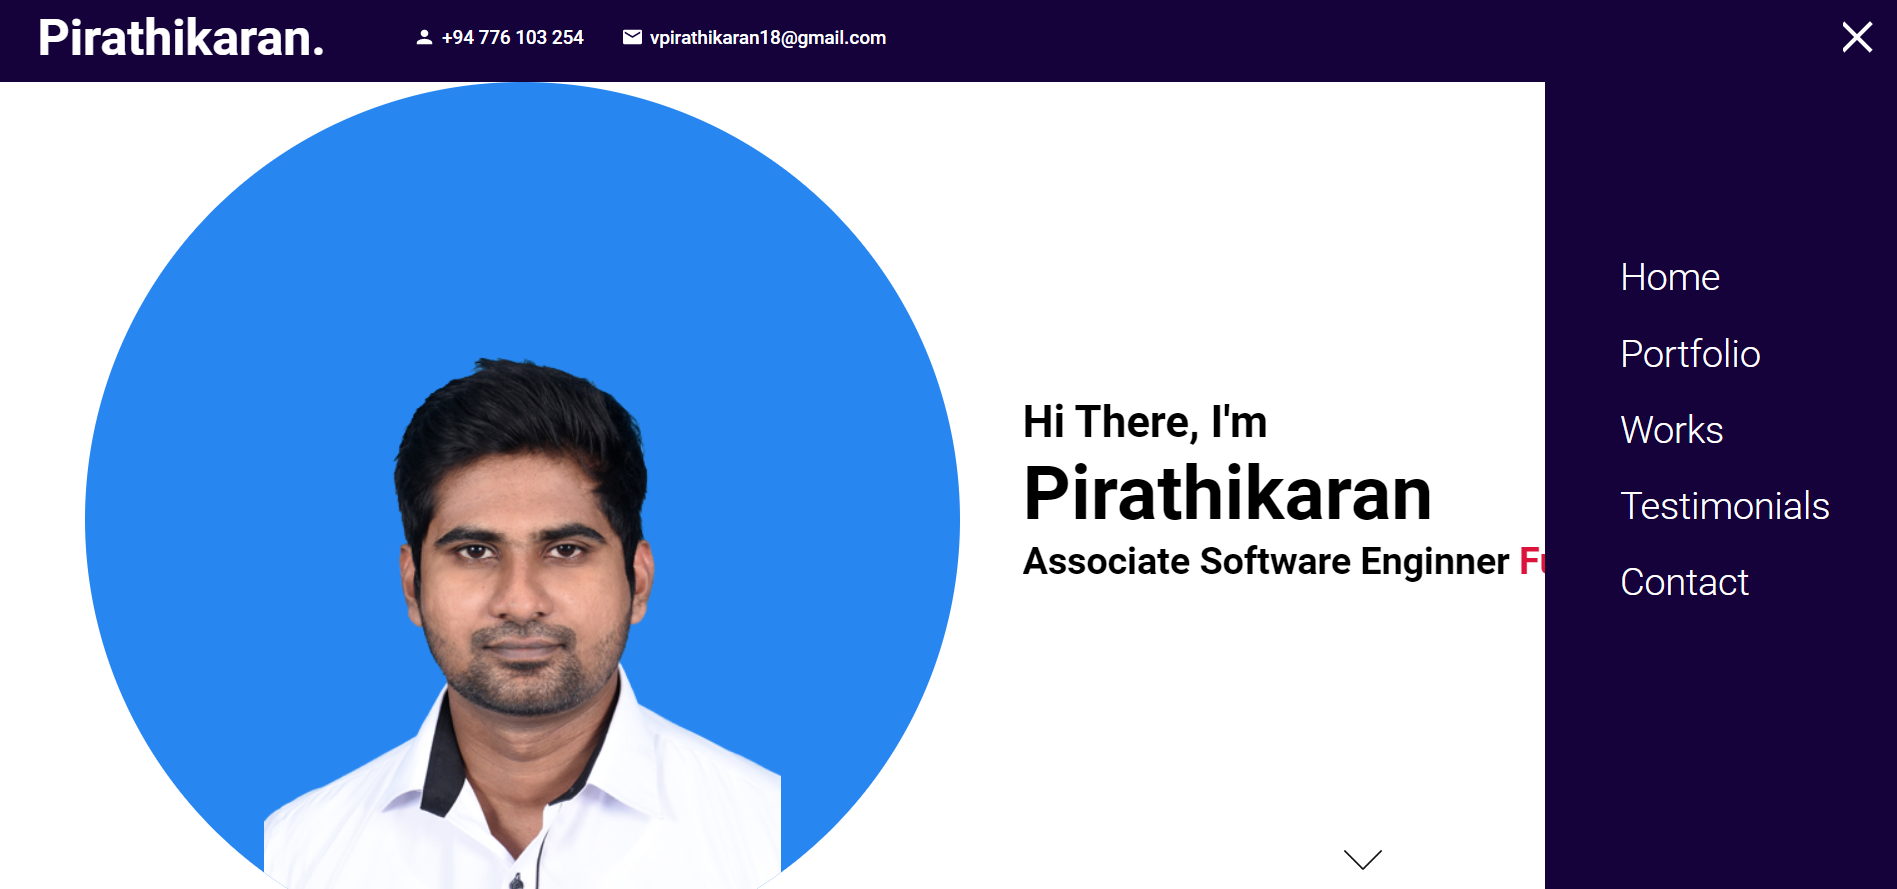 Pirathikaran.
+94 776 103 254
vpirathikaran18@gmail.com
Hi There, I'm
Pirathikaran
Associate Software Enginner
Home
Portfolio
Works
Testimonials
Contact